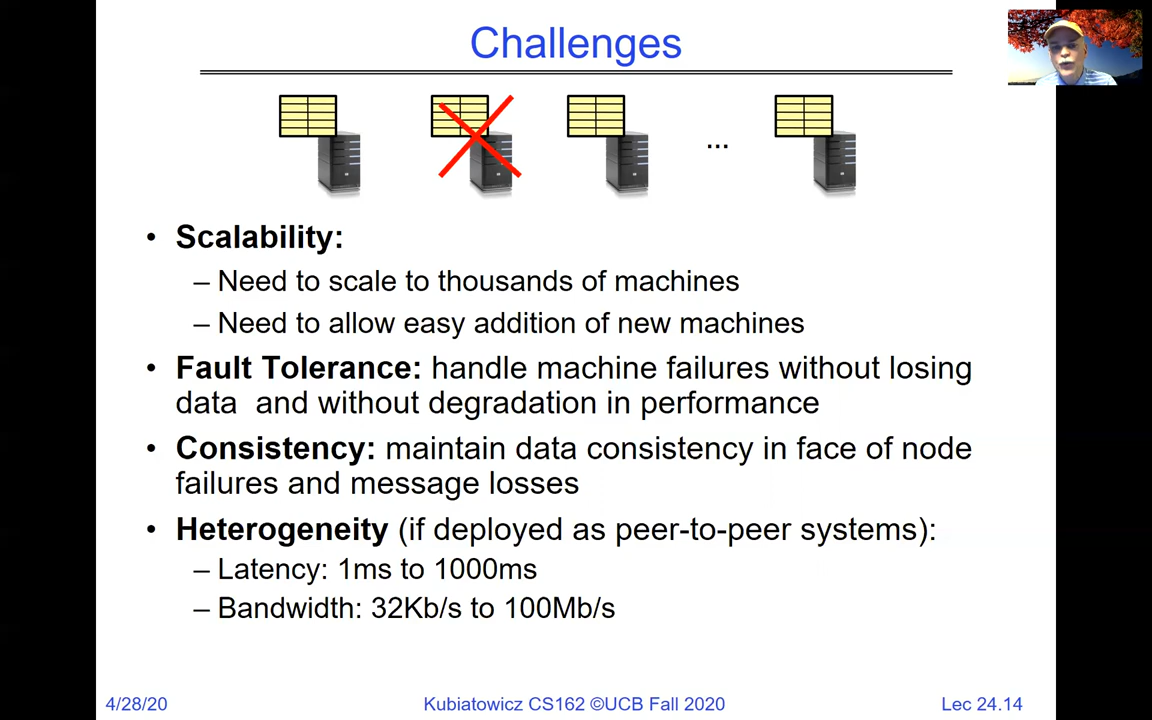 Challenges
...
• Scalability:
– Need to scale to thousands of machines
– Need to allow easy addition of new machines
• Fault Tolerance: handle machine failures without losing
data  and without degradation in performance
• Consistency: maintain data consistency in face of node
failures and message losses
• Heterogeneity (if deployed as peer-to-peer systems):
– Latency: 1ms to 1000ms
– Bandwidth: 32Kb/s to 100Mb/s
4/28/20
Kubiatowicz CS162 ©UCB Fall 2020
Lec 24.14